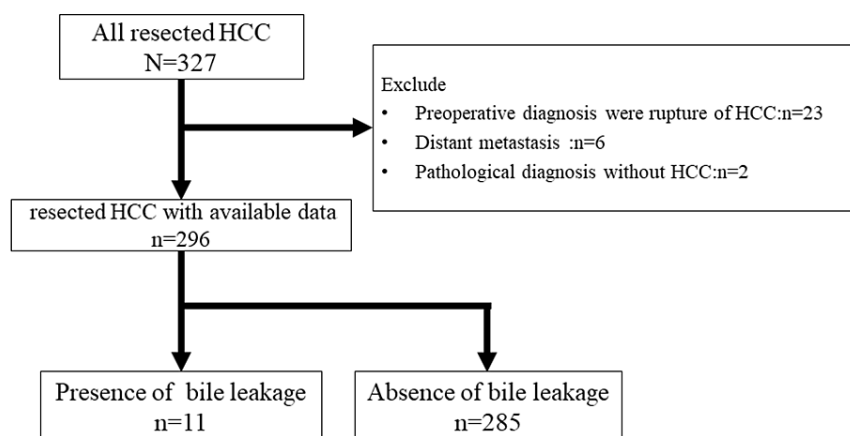 All resected HCC
N=327
Exclude
• Preoperative diagnosis were rupture of HCC:n=23
• Distant metastasis :n=6
• Pathological diagnosis without HCC:n=2
resected HCC with available data
n=296
Presence of bile leakage
n=11
Absence of bile leakage
n=285